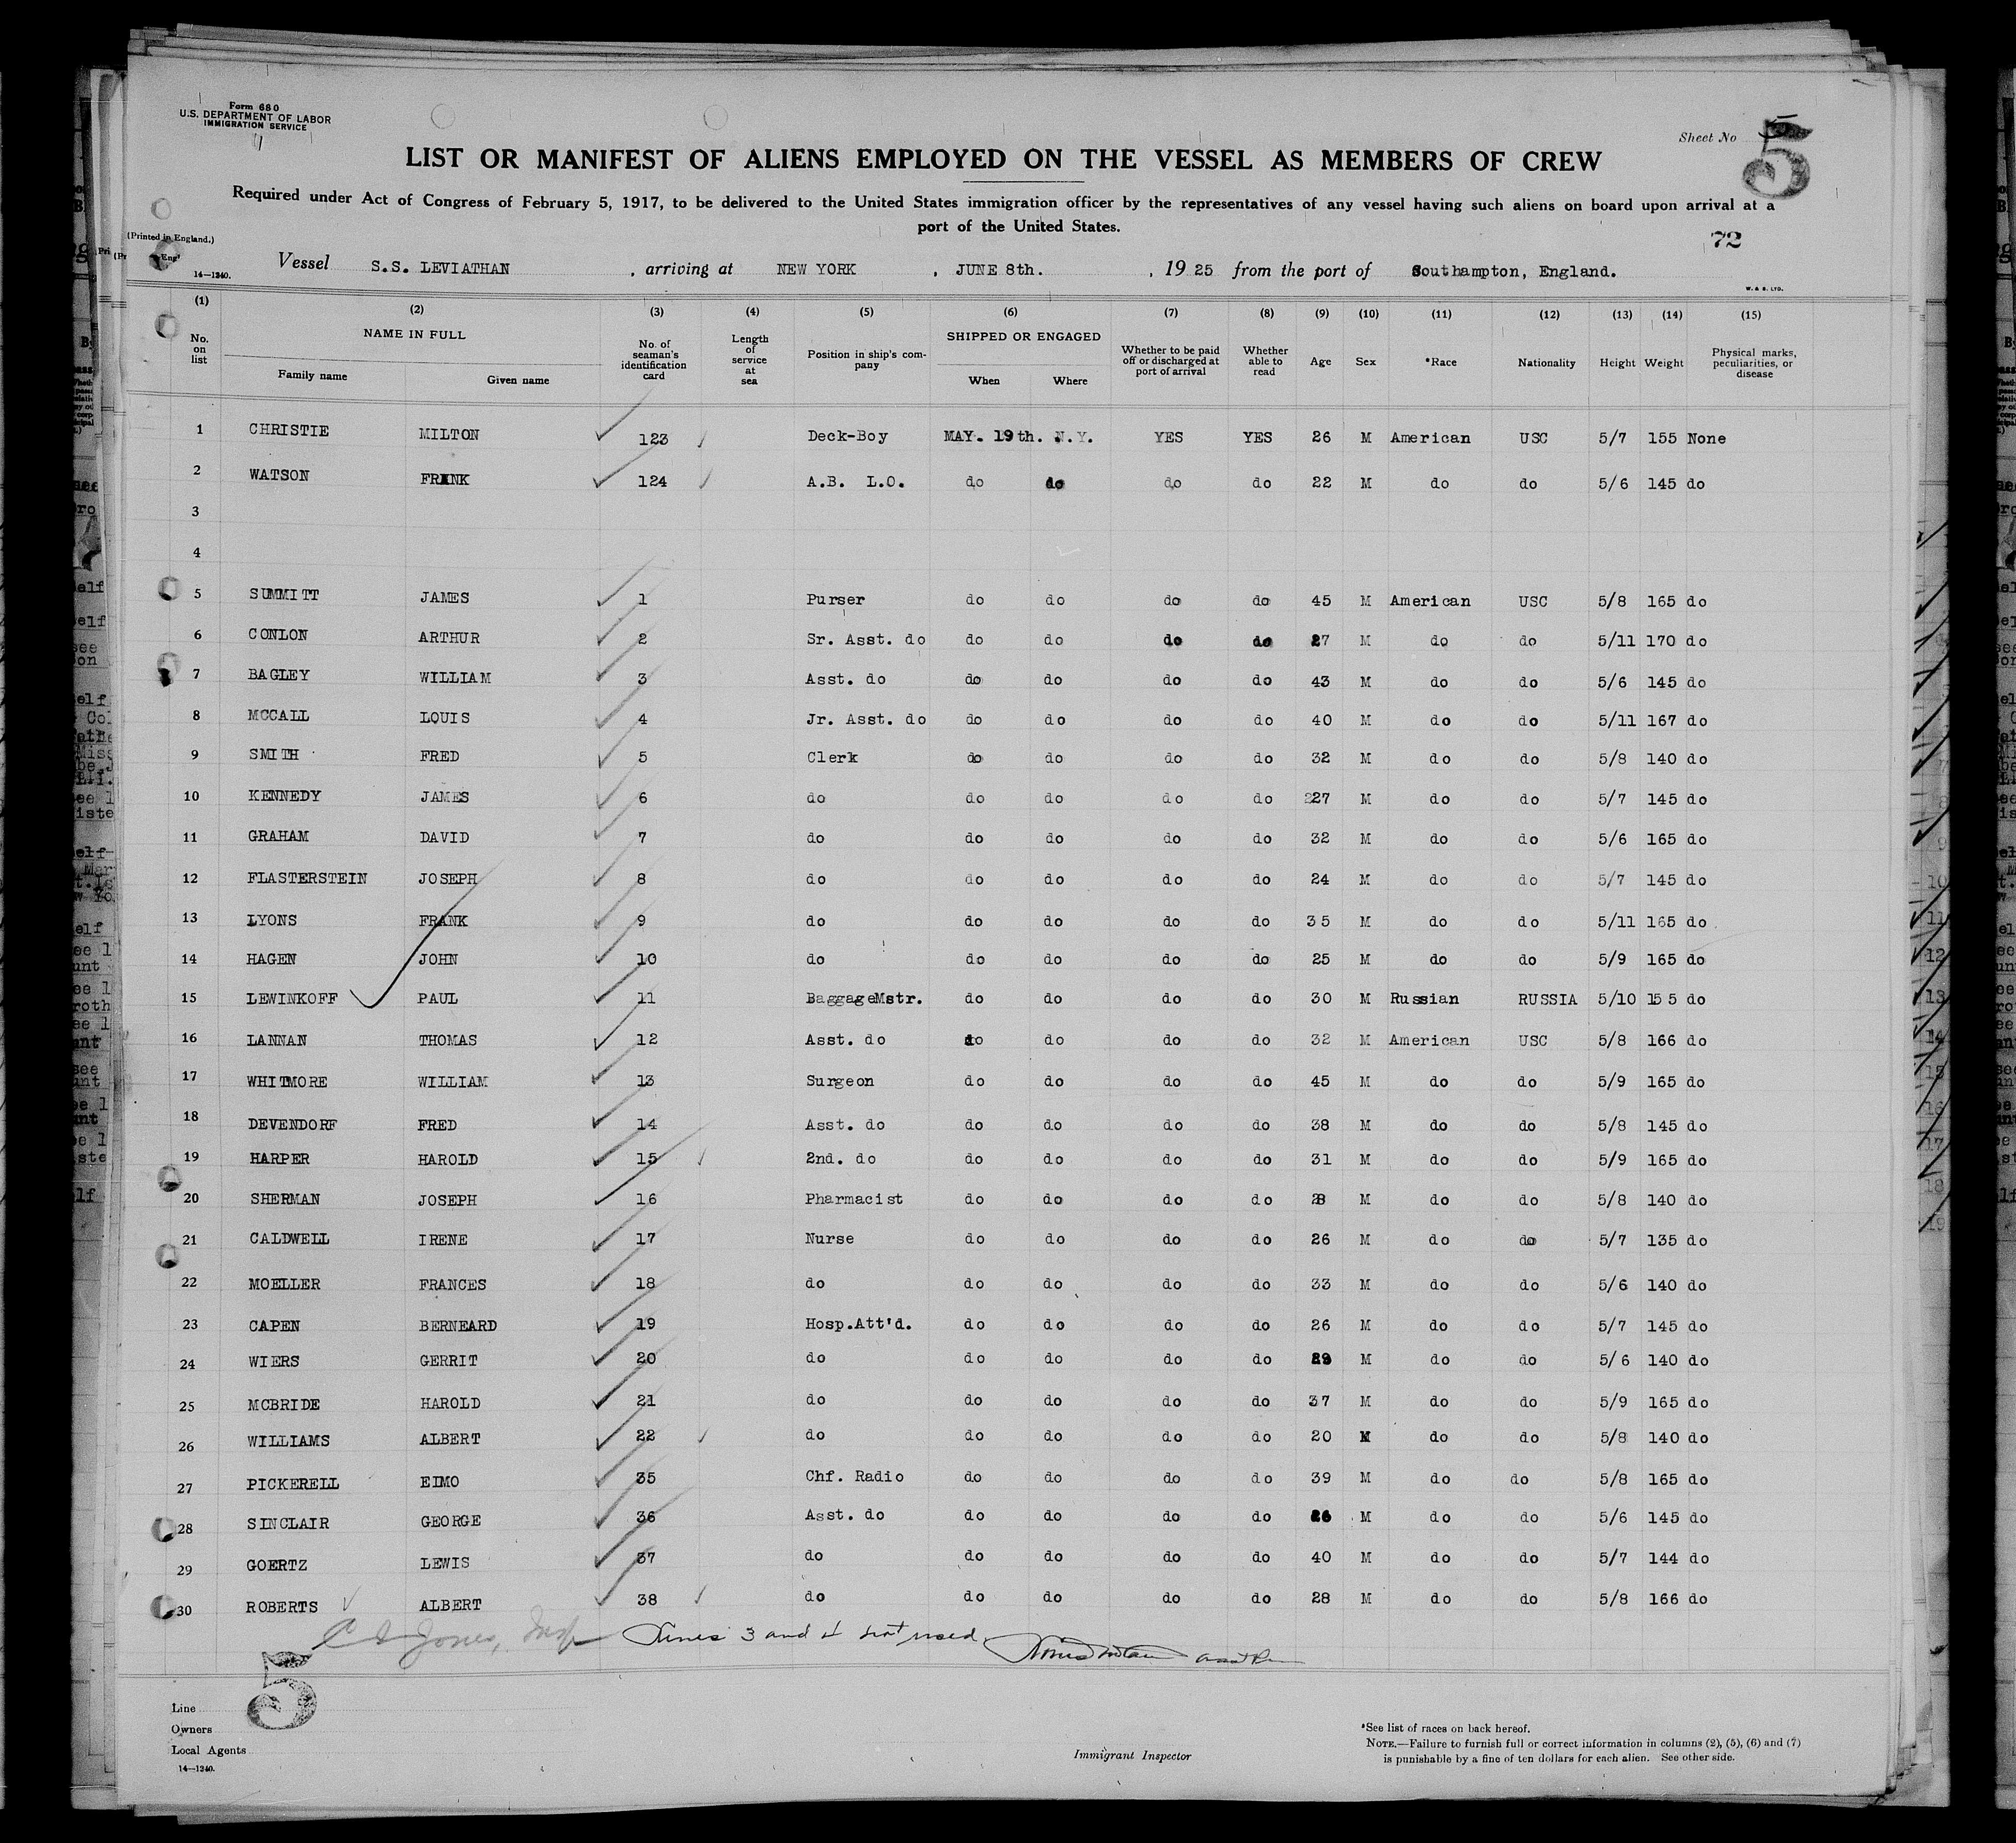 Form 680
U.S. DEPARTMENT OF LABOR
IMMIGRATION SERVICE
Sheet No 5
5
LIST OR MANIFEST OF ALIENS EMPLOYED ON THE VESSEL AS MEMBERS OF CREW
Required under Act of Congress of February 5, 1917, to be delivered to the United States immigration officer by the representatives of any vessel having such aliens on board upon arrival at a
port of the United States.
(Printed in England.)
72
14—1240.
Vessel S.S. LEVIATHAN , arriving at NEW YORK , JUNE 8th. , 19 25 from the port of Southampton, England.
W. & S. LTD.
(1) (2) (3) (4) (5) (6) (7) (8) (9) (10) (11) (12) (13) (14) (15)
No. on list NAME IN FULL Family name Given name No. of seaman's identification card Length of service at sea Position in ship's company SHIPPED OR ENGAGED When Where Whether to be paid off or discharged at port of arrival Whether able to read Age Sex *Race Nationality Height Weight Physical marks, peculiarities, or disease
1 CHRISTIE MILTON 123 Deck-Boy MAY. 19th. N.Y. YES YES 26 M American USC 5/7 155 None
2 WATSON FRANK 124 A.B. L.O. do do do do 22 M do do 5/6 145 do
3
4
5 SUMMITT JAMES 1 Purser do do do do 45 M American USC 5/8 165 do
6 CONLON ARTHUR 2 Sr. Asst. do do do do do 27 M do do 5/11 170 do
7 BAGLEY WILLIAM 3 Asst. do do do do do 43 M do do 5/6 145 do
8 MCCALL LOUIS 4 Jr. Asst. do do do do do 40 M do do 5/11 167 do
9 SMITH FRED 5 Clerk do do do do 32 M do do 5/8 140 do
10 KENNEDY JAMES 6 do do do do do 227 M do do 5/7 145 do
11 GRAHAM DAVID 7 do do do do do 32 M do do 5/6 165 do
12 FLASTERSTEIN JOSEPH 8 do do do do do 24 M do do 5/7 145 do
13 LYONS FRANK 9 do do do do do 35 M do do 5/11 165 do
14 HAGEN JOHN 10 do do do do do 25 M do do 5/9 165 do
15 LEWINKOFF PAUL 11 BaggageMstr. do do do do 30 M Russian RUSSIA 5/10 155 do
16 LANNAN THOMAS 12 Asst. do do do do do 32 M American USC 5/8 166 do
17 WHITMORE WILLIAM 13 Surgeon do do do do 45 M do do 5/9 165 do
18 DEVENDORF FRED 14 Asst. do do do do do 38 M do do 5/8 145 do
19 HARPER HAROLD 15 2nd. do do do do do 31 M do do 5/9 165 do
20 SHERMAN JOSEPH 16 Pharmacist do do do do 28 M do do 5/8 140 do
21 CALDWELL IRENE 17 Nurse do do do do 26 M do do 5/7 135 do
22 MOELLER FRANCES 18 do do do do do 33 M do do 5/6 140 do
23 CAPEN BERNEARD 19 Hosp.Att'd. do do do do 26 M do do 5/7 145 do
24 WIERS GERRIT 20 do do do do do 29 M do do 5/6 140 do
25 MCBRIDE HAROLD 21 do do do do do 37 M do do 5/9 165 do
26 WILLIAMS ALBERT 22 do do do do do 20 M do do 5/8 140 do
27 PICKERELL EIMO 35 Chf. Radio do do do do 39 M do do 5/8 165 do
28 SINCLAIR GEORGE 36 Asst. do do do do do 26 M do do 5/6 145 do
29 GOERTZ LEWIS 37 do do do do do 40 M do do 5/7 144 do
30 ROBERTS ALBERT 38 do do do do do 28 M do do 5/8 166 do
Jones, Insp Lines 3 and 4 not used
5
Line
Owners
Local Agents
14—1240.
Immigrant Inspector
*See list of races on back hereof.
NOTE.—Failure to furnish full or correct information in columns (2), (5), (6) and (7)
is punishable by a fine of ten dollars for each alien. See other side.